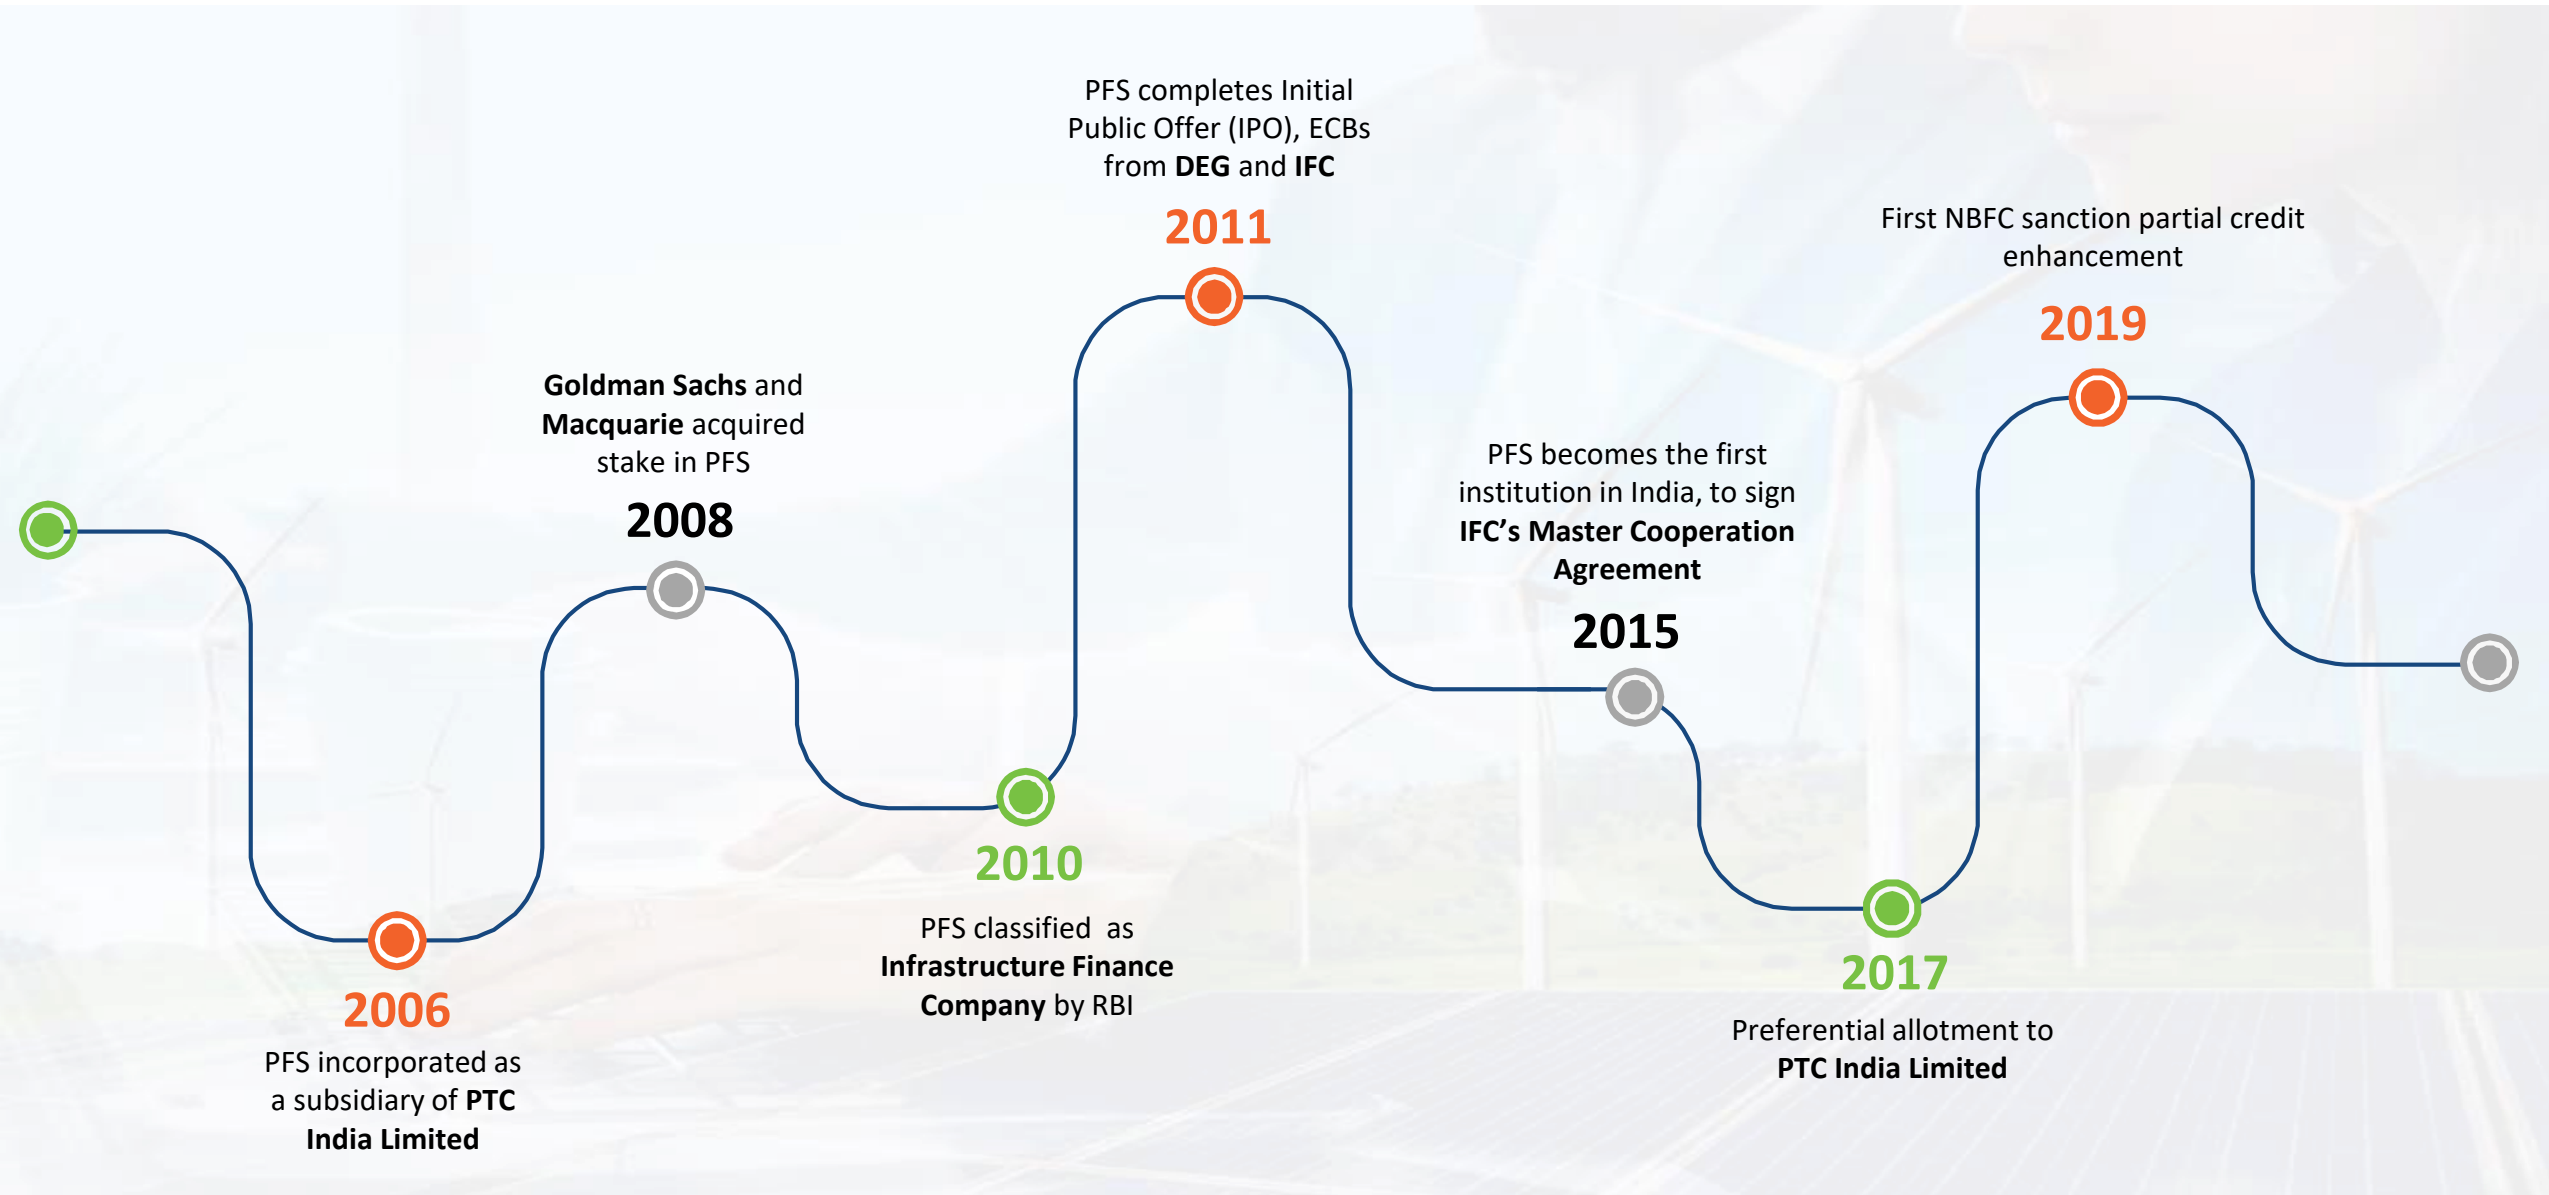 2006
PFS incorporated as
a subsidiary of PTC
India Limited
Goldman Sachs and
Macquarie acquired
stake in PFS
2008
2010
PFS classified as
Infrastructure Finance
Company by RBI
PFS completes Initial
Public Offer (IPO), ECBs
from DEG and IFC
2011
PFS becomes the first
institution in India, to sign
IFC’s Master Cooperation
Agreement
2015
2017
Preferential allotment to
PTC India Limited
First NBFC sanction partial credit
enhancement
2019